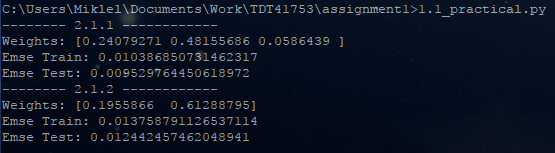 C:\Users\Mikle1\Documents\Work\TDT41753\assignment1>1.1_practical.py
-------- 2.1.1 ------------
Weights: [0.24079271 0.48155686 0.0586439 ]
Emse Train: 0.010386850731462317
Emse Test: 0.009529764450618972
-------- 2.1.2 ------------
Weights: [0.1955866  0.61288795]
Emse Train: 0.013758791126537114
Emse Test: 0.012442457462048941